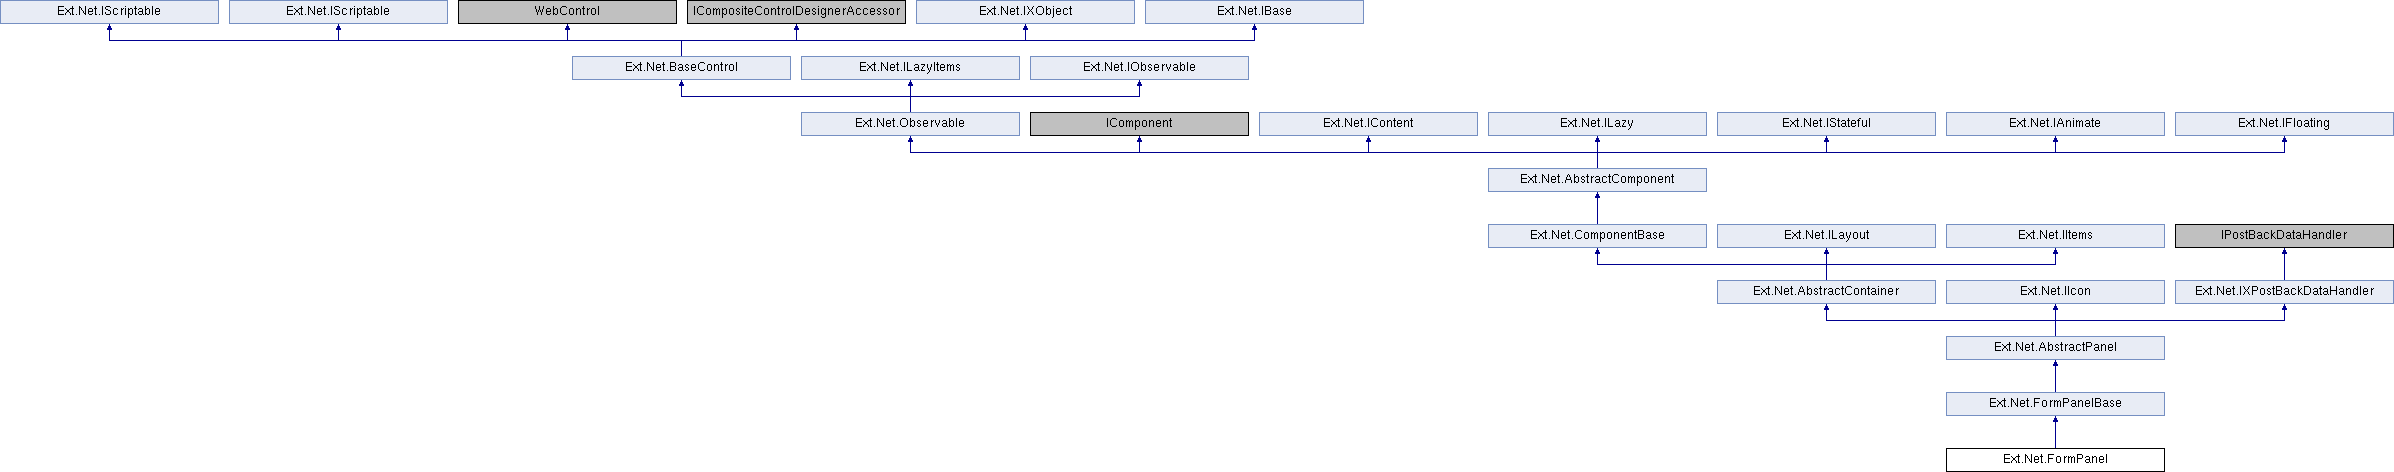 Ext.Net.IScriptable
Ext.Net.IScriptable
WebControl
ICompositeControlDesignerAccessor
Ext.Net.IXObject
Ext.Net.IBase
Ext.Net.BaseControl
Ext.Net.ILazyItems
Ext.Net.IObservable
Ext.Net.Observable
IComponent
Ext.Net.IContent
Ext.Net.ILazy
Ext.Net.IStateful
Ext.Net.IAnimate
Ext.Net.IFloating
Ext.Net.AbstractComponent
Ext.Net.ComponentBase
Ext.Net.ILayout
Ext.Net.IItems
IPostBackDataHandler
Ext.Net.AbstractContainer
Ext.Net.IIcon
Ext.Net.IXPostBackDataHandler
Ext.Net.AbstractPanel
Ext.Net.FormPanelBase
Ext.Net.FormPanel